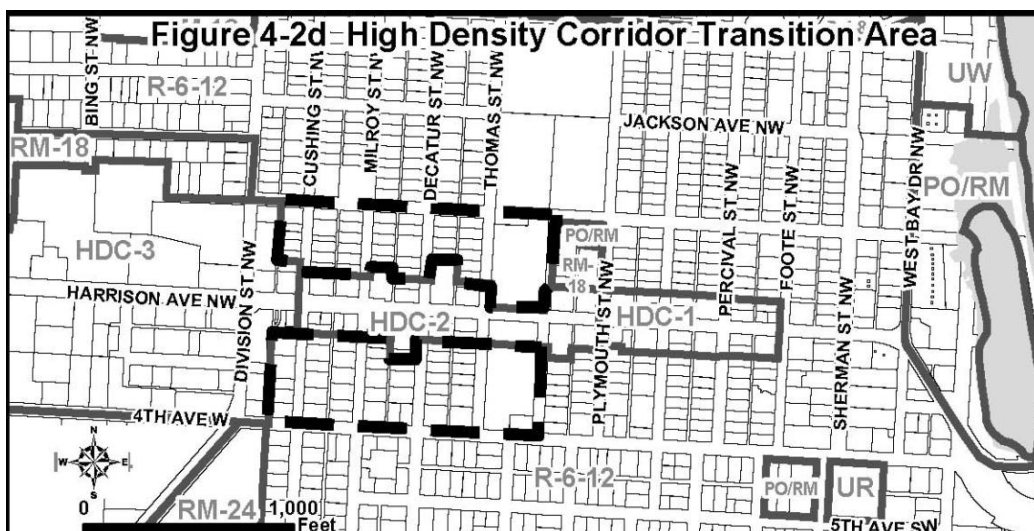 Figure 4-2d High Density Corridor Transition Area
BING ST NW
R-6-12
CUSHING ST NW
MILROY ST NW
DECATUR ST NW
THOMAS ST NW
JACKSON AVE NW
UW
RM-18
PERCIVAL ST NW
FOOTE ST NW
WEST BAY DR NW
PO/RM
HDC-3
DIVISION ST NW
PO/RM
RM-
18
PLYMOUTH ST NW
HARRISON AVE NW
HDC-2
HDC-1
SHERMAN ST NW
4TH AVE W
N
W
E
S
R-6-12
PO/RM
UR
RM-24
0
1,000
Feet
5TH AVE SW